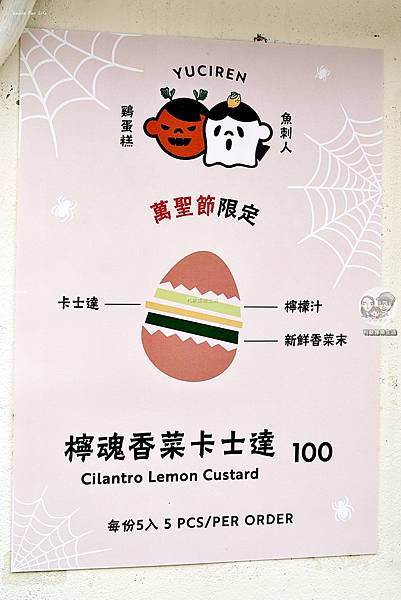 YUCIREN
雞蛋糕
魚刺人
萬聖節限定
卡士達
檸檬汁
新鮮香菜末
檸魂香菜卡士達 100
Cilantro Lemon Custard
每份5入 5 PCS/PER ORDER